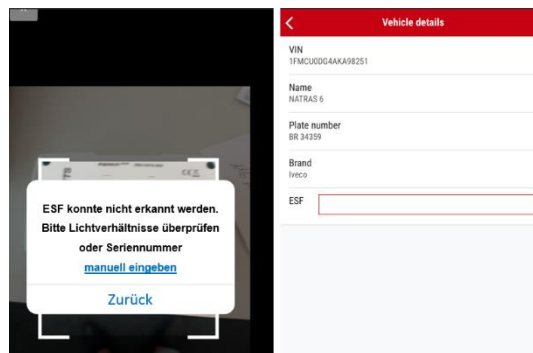 ESF konnte nicht erkannt werden.
Bitte Lichtverhältnisse überprüfen
oder Seriennummer
manuell eingeben
Zurück
Vehicle details
VIN
1FMCU0DG4AKA98251
Name
NATRAS 6
Plate number
BR 34359
Brand
Iveco
ESF